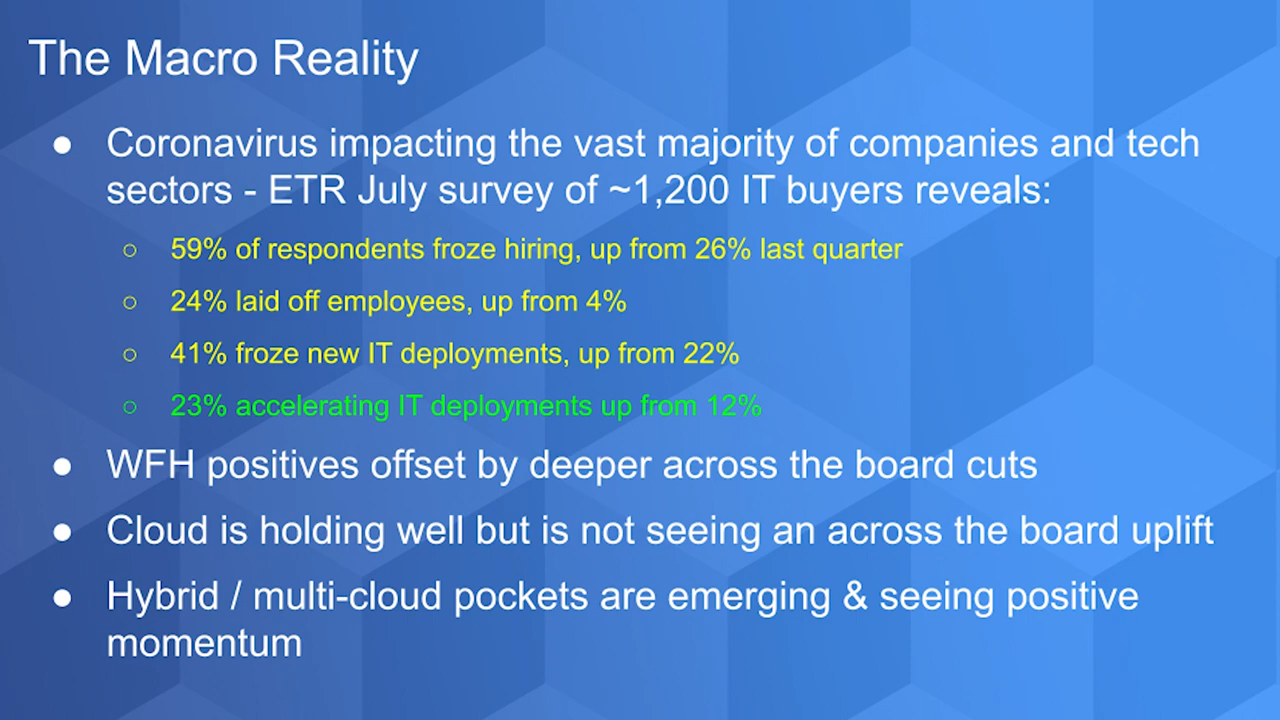 The Macro Reality
● Coronavirus impacting the vast majority of companies and tech
sectors - ETR July survey of ~1,200 IT buyers reveals:
○ 59% of respondents froze hiring, up from 26% last quarter
○ 24% laid off employees, up from 4%
○ 41% froze new IT deployments, up from 22%
○ 23% accelerating IT deployments up from 12%
● WFH positives offset by deeper across the board cuts
● Cloud is holding well but is not seeing an across the board uplift
● Hybrid / multi-cloud pockets are emerging & seeing positive
momentum